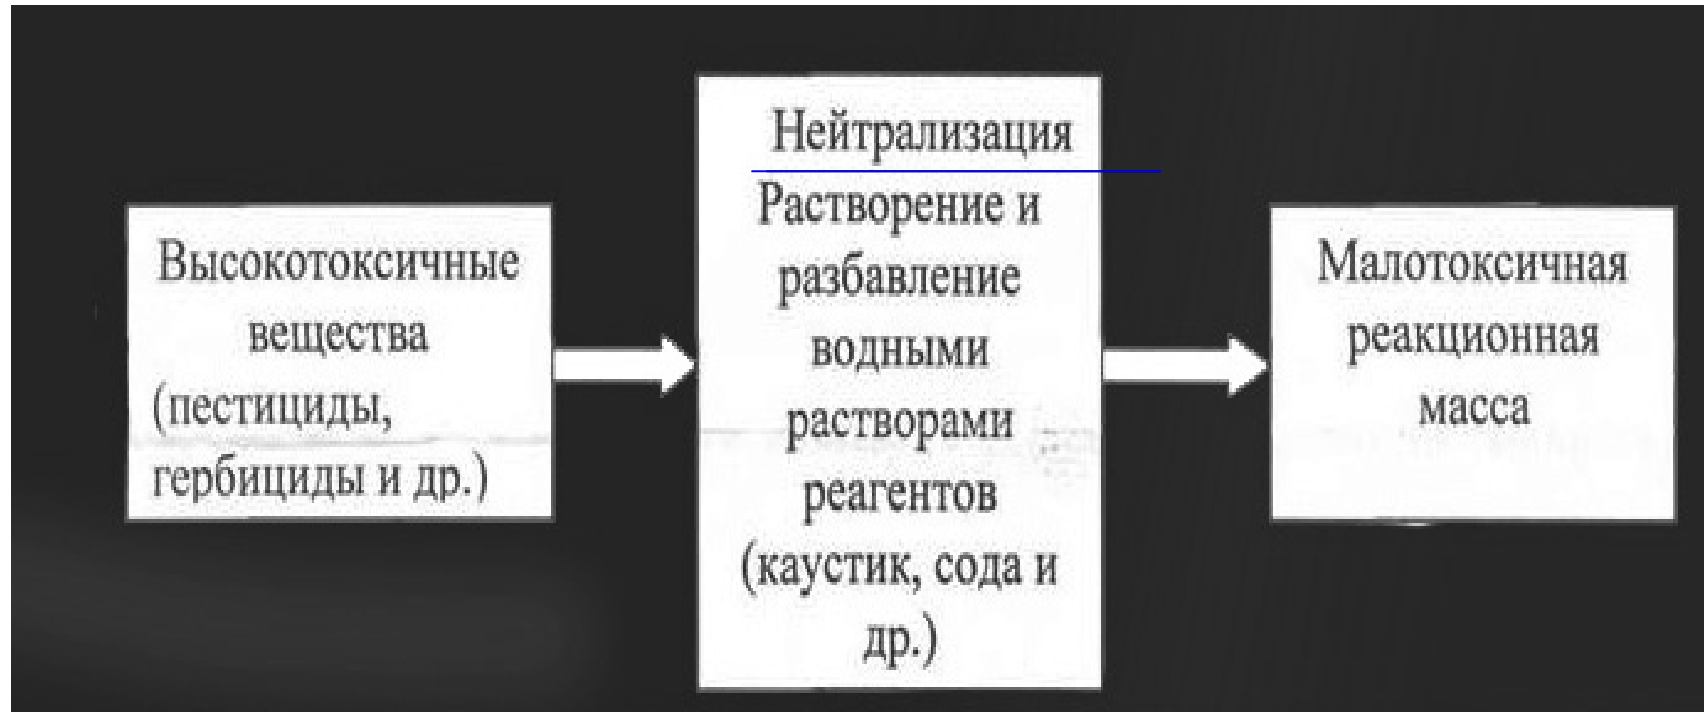 Высокотоксичные
вещества
(пестициды,
гербициды и др.)
Нейтрализация
Растворение и
разбавление
водными
растворами
реагентов
(каустик, сода и
др.)
Малотоксичная
реакционная
масса